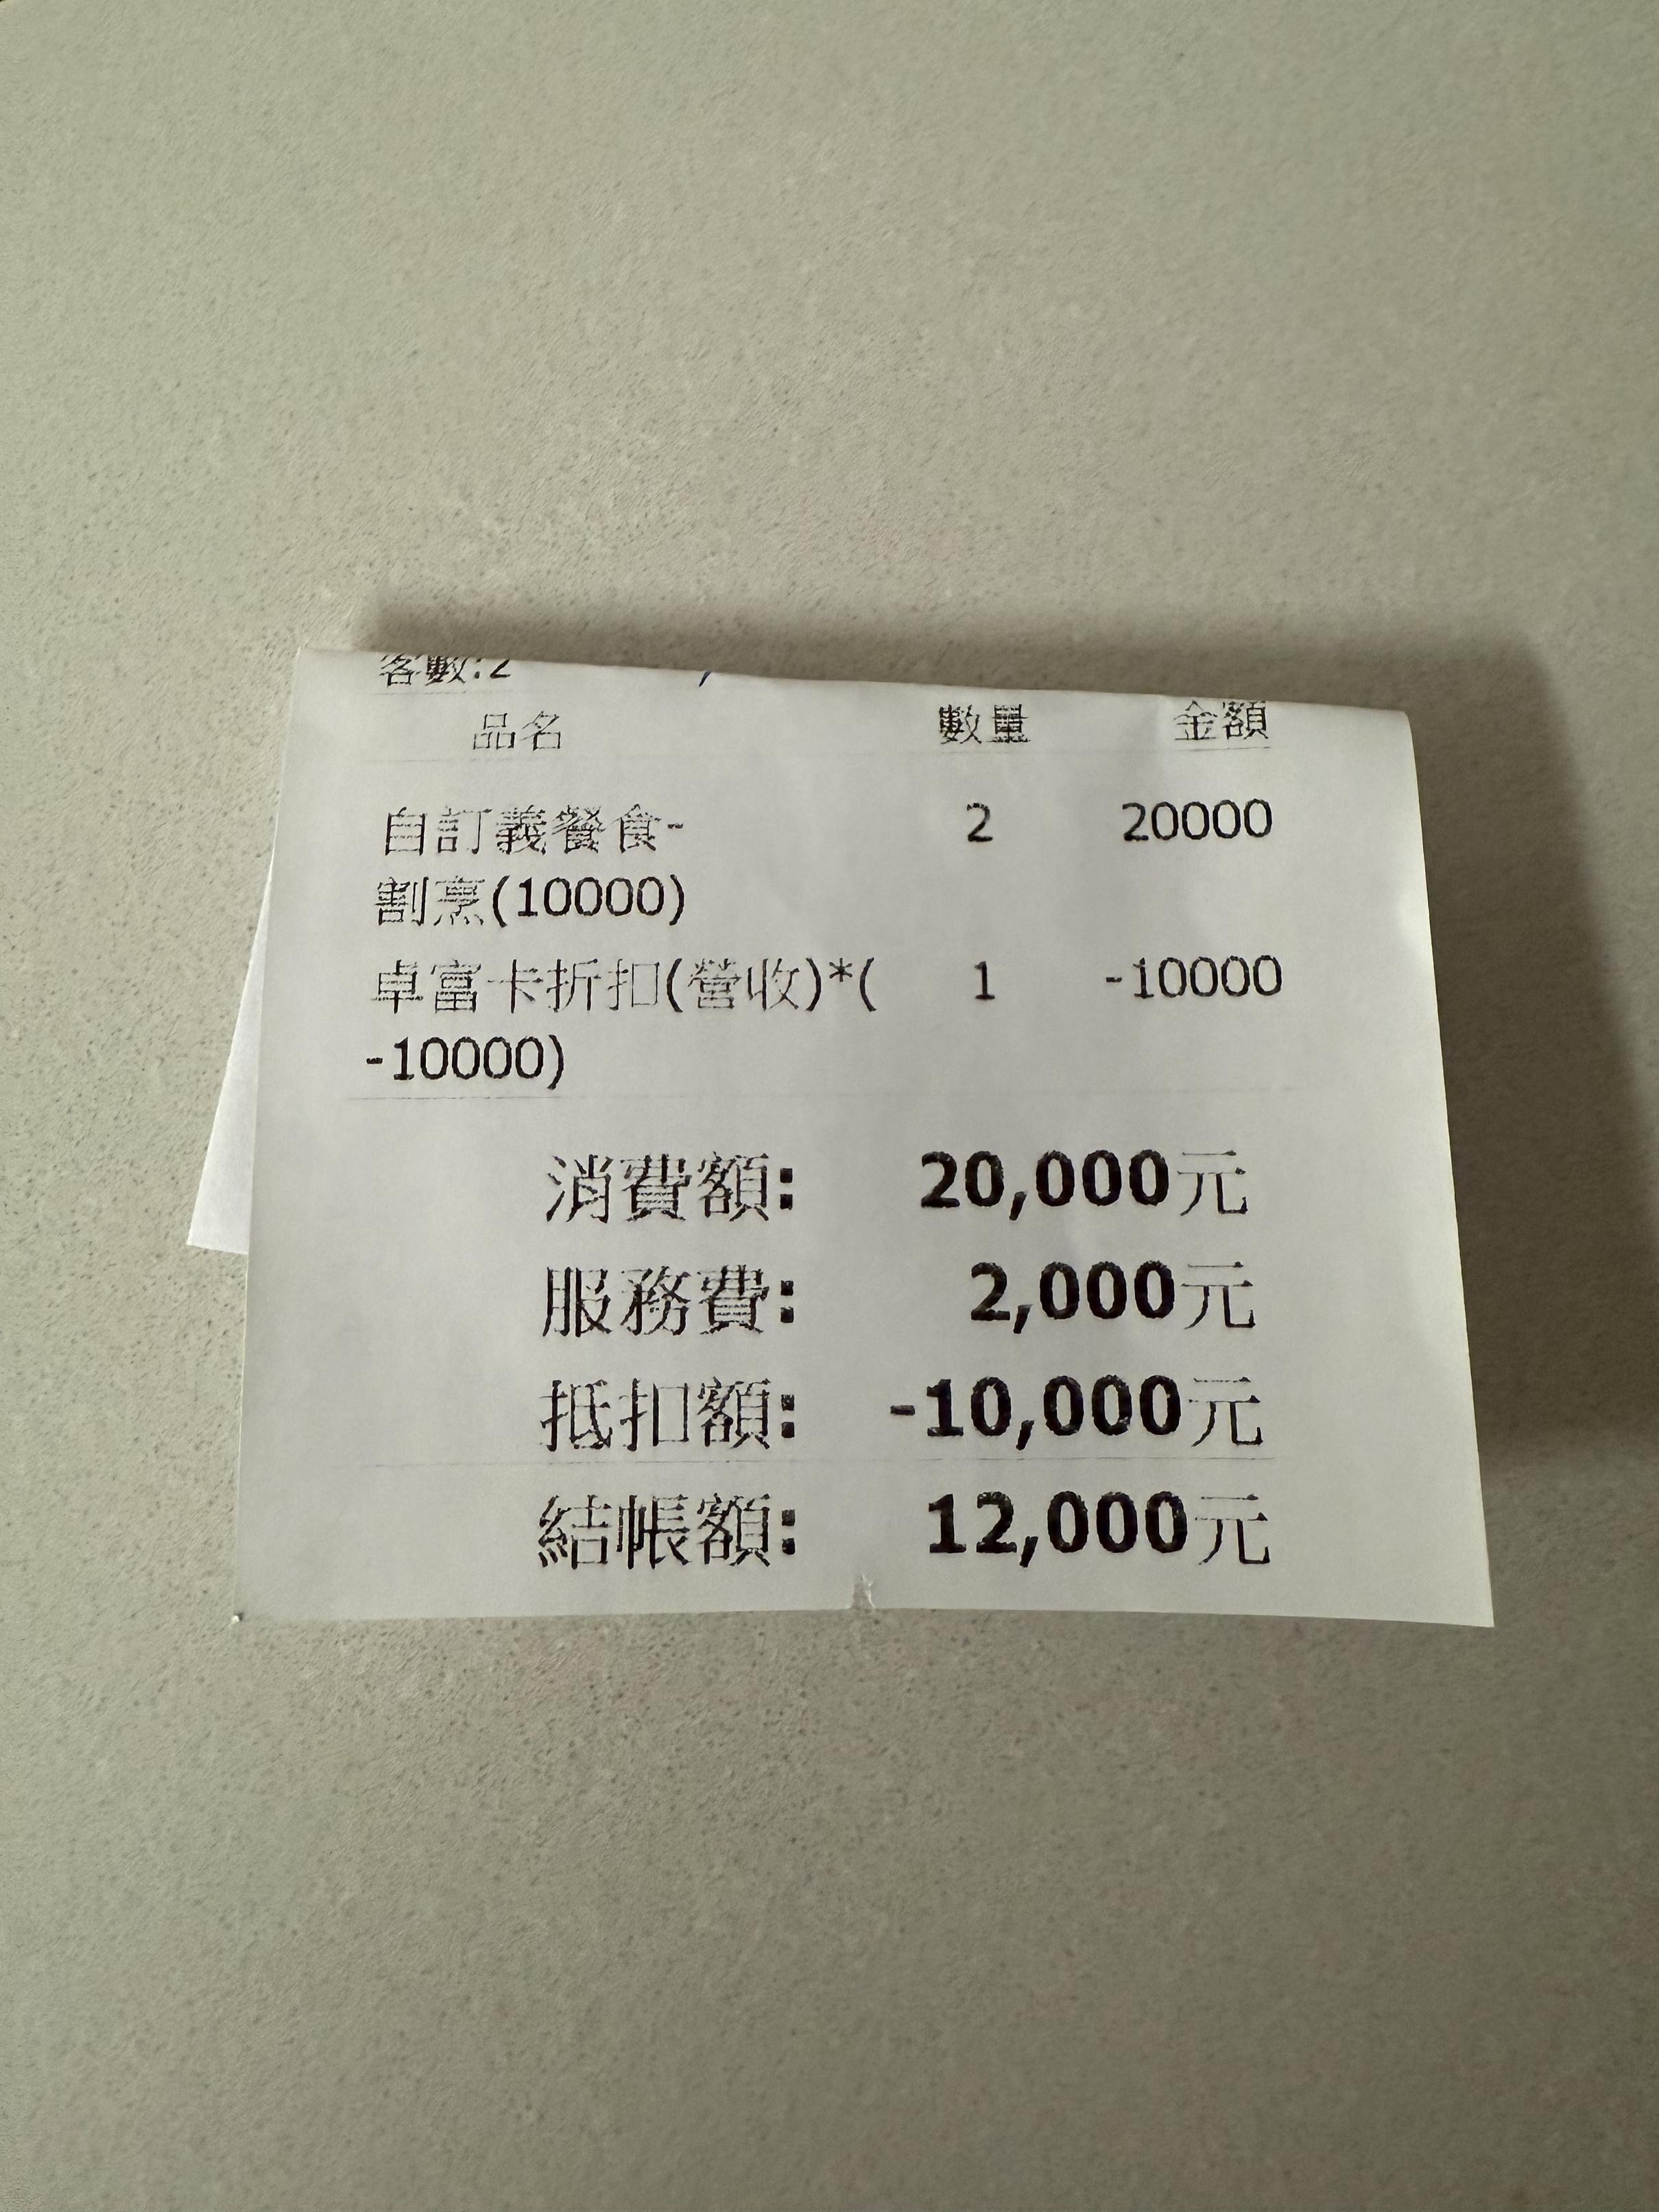 客數:2
品名 數量 金額
自訂義餐食- 2 20000
割烹(10000)
卓富卡折扣(營收)*( 1 -10000
-10000)
消費額: 20,000元
服務費: 2,000元
抵扣額: -10,000元
結帳額: 12,000元